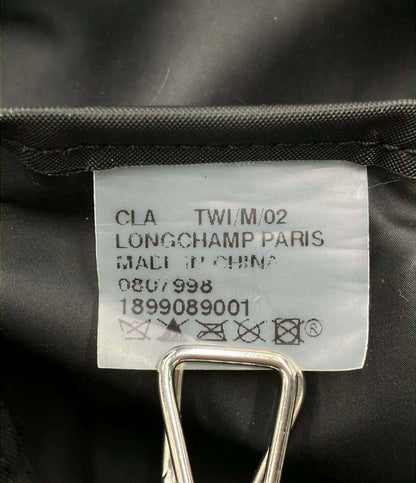 CLA TWI/M/02
LONGCHAMP PARIS
MADE IN CHINA
0807998
1899089001
®